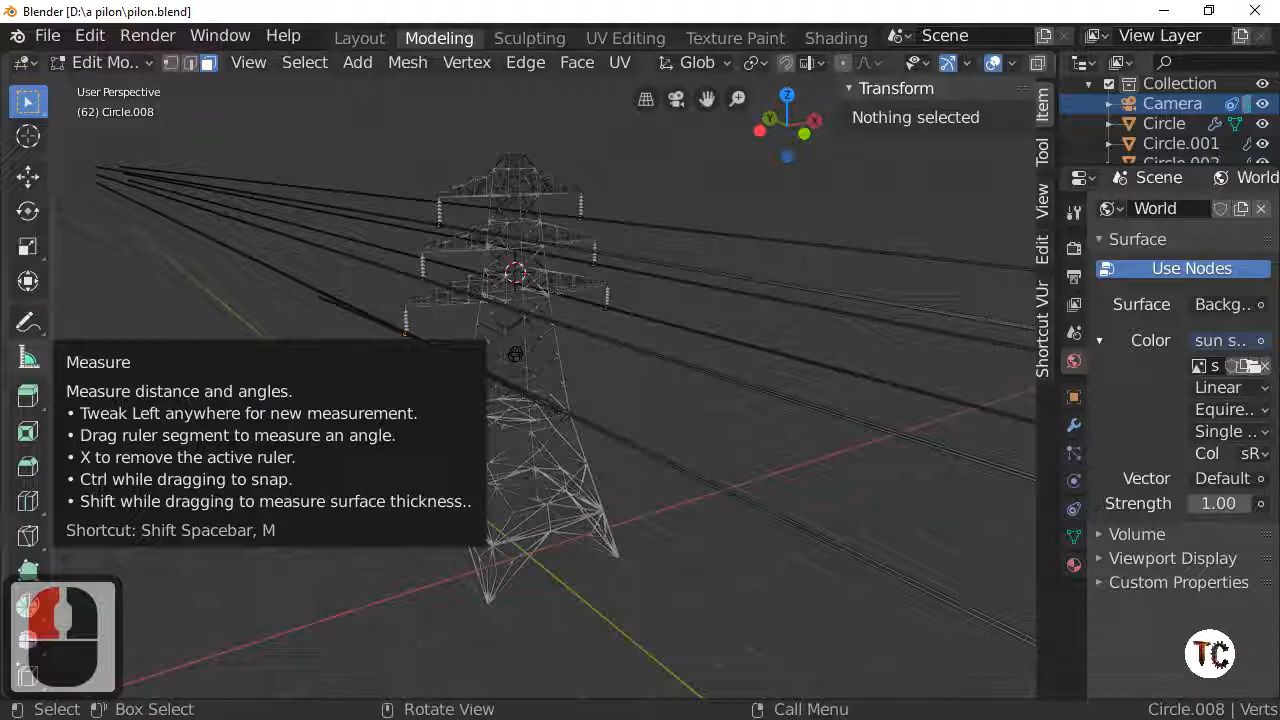 Blender [D:\a pilon\pilon.blend]
File Edit Render Window Help
Layout Modeling Sculpting UV Editing Texture Paint Shading
Scene
View Layer
Edit Mo..
View Select Add Mesh Vertex Edge Face UV
Glob
User Perspective
(62) Circle.008
Z
Y
X
Transform
Nothing selected
Item
Tool
View
Edit
Shortcut VUr
Collection
Camera
Circle
Circle.001
Scene
World
World
Surface
Use Nodes
Surface Backg..
Color sun s..
s
Linear
Equire..
Single ..
Col sR
Vector Default
Strength 1.00
Volume
Viewport Display
Custom Properties
Measure
Measure distance and angles.
• Tweak Left anywhere for new measurement.
• Drag ruler segment to measure an angle.
• X to remove the active ruler.
• Ctrl while dragging to snap.
• Shift while dragging to measure surface thickness..
Shortcut: Shift Spacebar, M
TC
Select Box Select Rotate View Call Menu Circle.008 | Verts